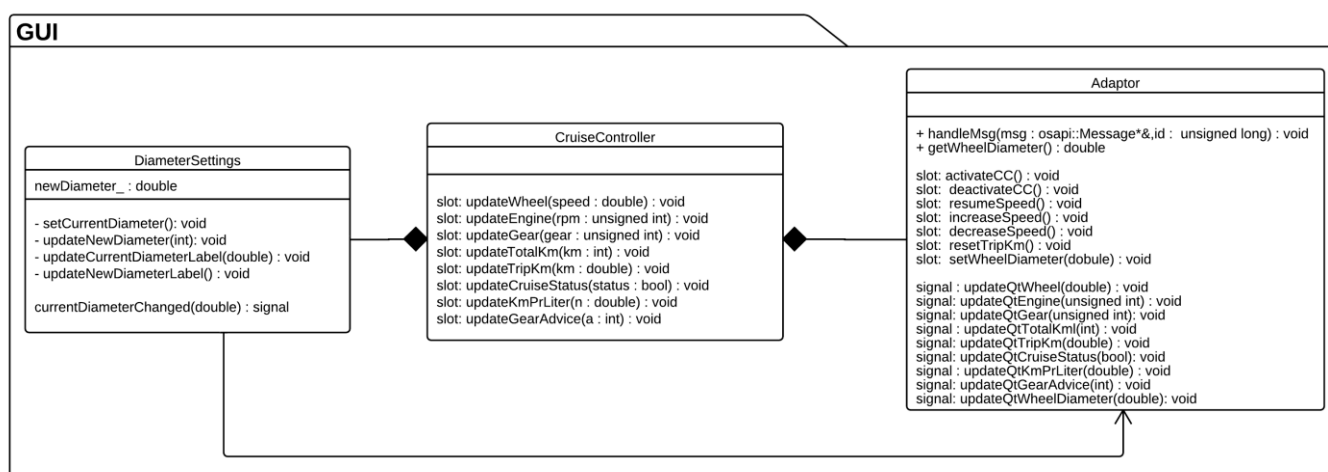 GUI
DiameterSettings
newDiameter_ : double
- setCurrentDiameter(): void
- updateNewDiameter(int): void
- updateCurrentDiameterLabel(double) : void
- updateNewDiameterLabel() : void
currentDiameterChanged(double) : signal
CruiseController
slot: updateWheel(speed : double) : void
slot: updateEngine(rpm : unsigned int) : void
slot: updateGear(gear : unsigned int) : void
slot: updateTotalKm(km : int) : void
slot: updateTripKm(km : double) : void
slot: updateCruiseStatus(status : bool) : void
slot: updateKmPrLiter(n : double) : void
slot: updateGearAdvice(a : int) : void
Adaptor
+ handleMsg(msg : osapi::Message*&,id : unsigned long) : void
+ getWheelDiameter() : double
slot: activateCC() : void
slot: deactivateCC() : void
slot: resumeSpeed() : void
slot: increaseSpeed() : void
slot: decreaseSpeed() : void
slot: resetTripKm() : void
slot: setWheelDiameter(dobule) : void
signal : updateQtWheel(double) : void
signal : updateQtEngine(unsigned int) : void
signal: updateQtGear(unsigned int): void
signal : updateQtTotalKml(int) : void
signal: updateQtTripKm(double) : void
signal: updateQtCruiseStatus(bool): void
signal : updateQtKmPrLiter(double) : void
signal: updateQtGearAdvice(int) : void
signal: updateQtWheelDiameter(double): void